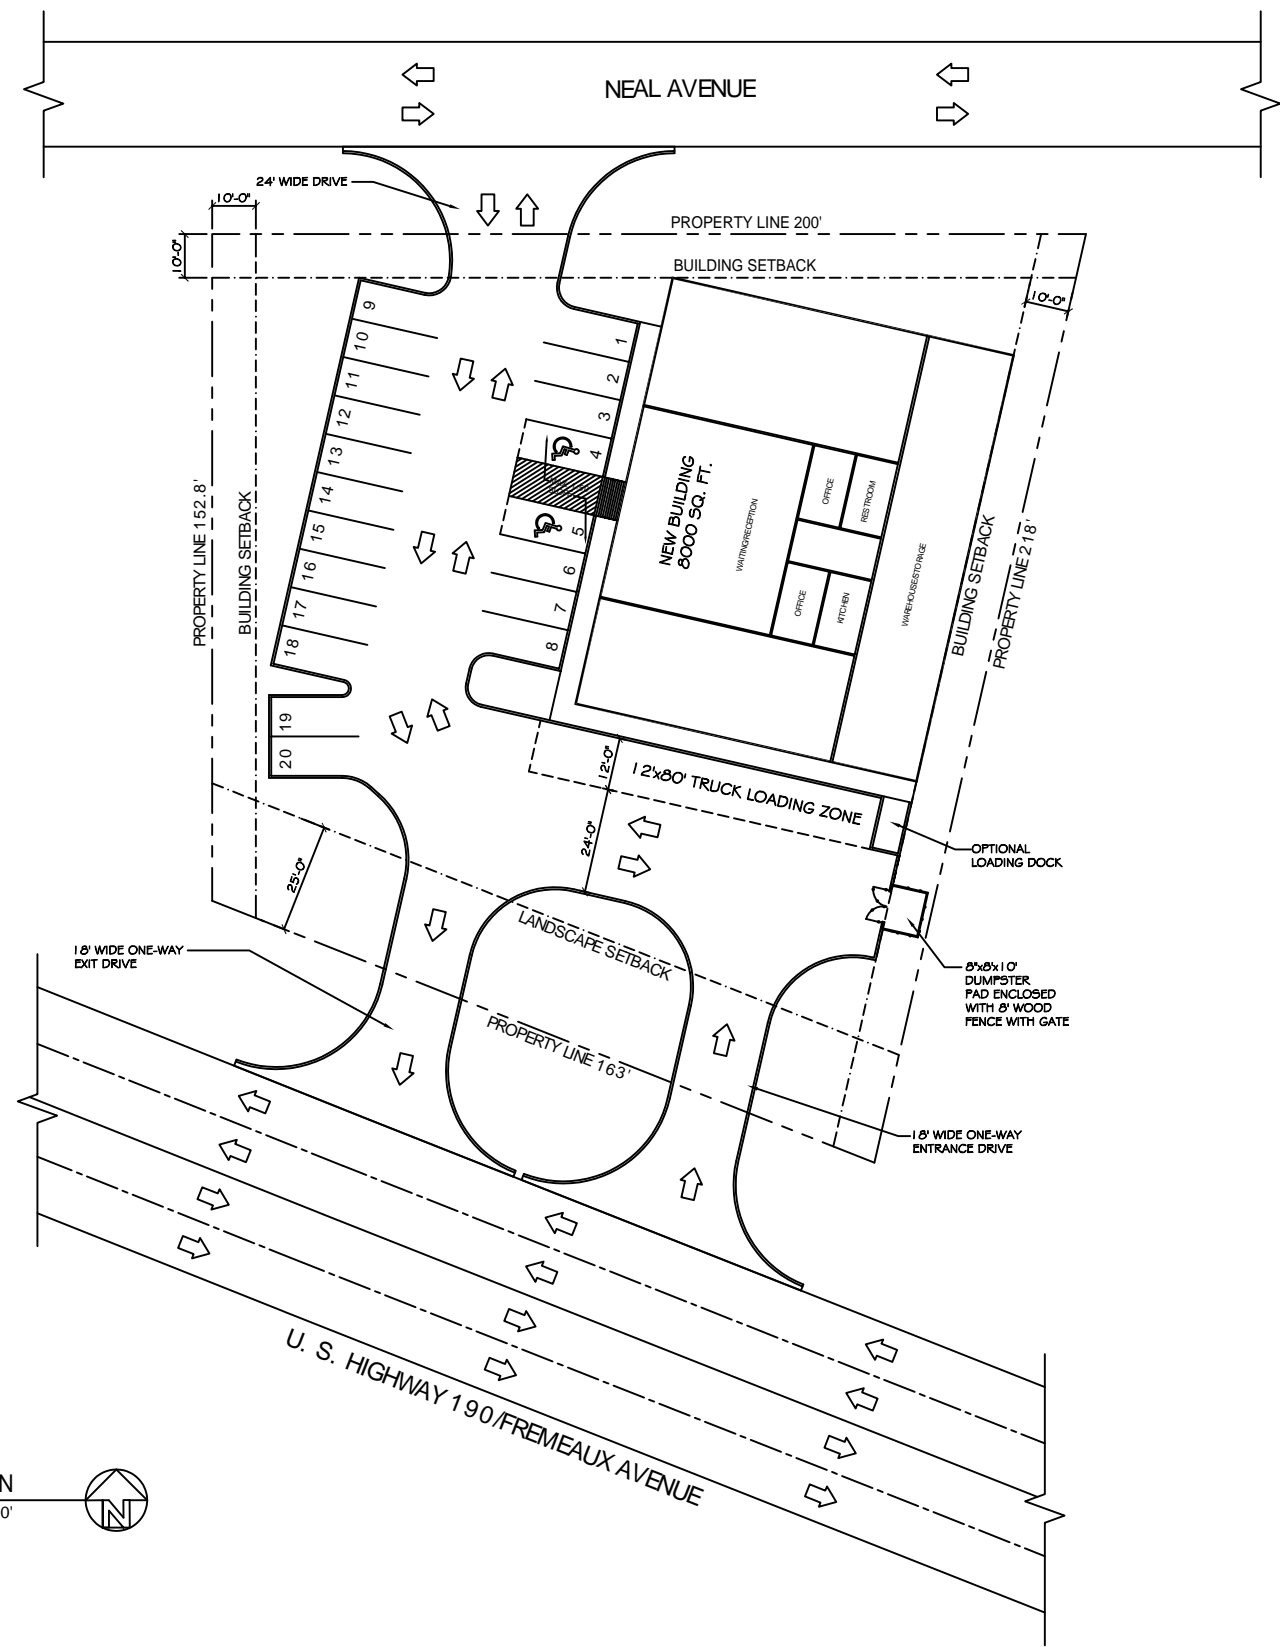 NEAL AVENUE
24' WIDE DRIVE
10'-0"
10'-0"
PROPERTY LINE 200'
BUILDING SETBACK
10'-0"
9
10
11
12
13
14
15
16
17
18
19
20
1
2
3
4
5
6
7
8
NEW BUILDING
8000 SQ. FT.
WAITING/RECEPTION
OFFICE
RESTROOM
OFFICE
KITCHEN
WAREHOUSE/STORAGE
BUILDING SETBACK
PROPERTY LINE 218'
PROPERTY LINE 152.8'
BUILDING SETBACK
12'-0"
12'x80' TRUCK LOADING ZONE
24'-0"
OPTIONAL
LOADING DOCK
25'-0"
LANDSCAPE SETBACK
18' WIDE ONE-WAY
EXIT DRIVE
8'x8'x10'
DUMPSTER
PAD ENCLOSED
WITH 8' WOOD
FENCE WITH GATE
PROPERTY LINE 163'
18' WIDE ONE-WAY
ENTRANCE DRIVE
U. S. HIGHWAY 190/FREMEAUX AVENUE
N
0'
N